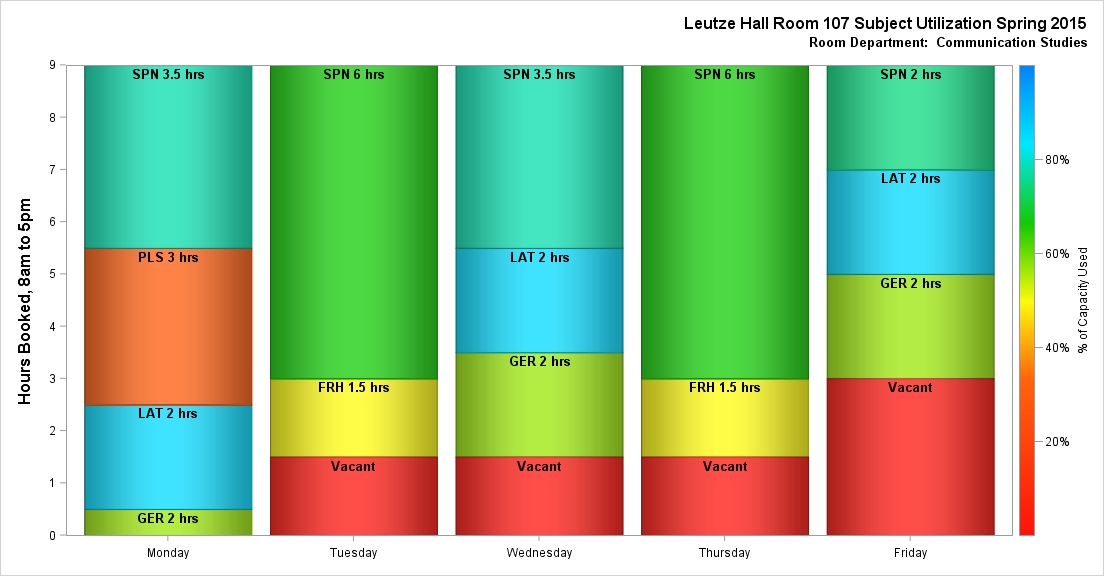 Leutze Hall Room 107 Subject Utilization Spring 2015
Room Department:  Communication Studies
Hours Booked, 8am to 5pm
9
8
7
6
5
4
3
2
1
0
SPN 3.5 hrs
PLS 3 hrs
LAT 2 hrs
GER 2 hrs
SPN 6 hrs
FRH 1.5 hrs
Vacant
SPN 3.5 hrs
LAT 2 hrs
GER 2 hrs
Vacant
SPN 6 hrs
FRH 1.5 hrs
Vacant
SPN 2 hrs
LAT 2 hrs
GER 2 hrs
Vacant
Monday
Tuesday
Wednesday
Thursday
Friday
80%
60%
40%
20%
% of Capacity Used